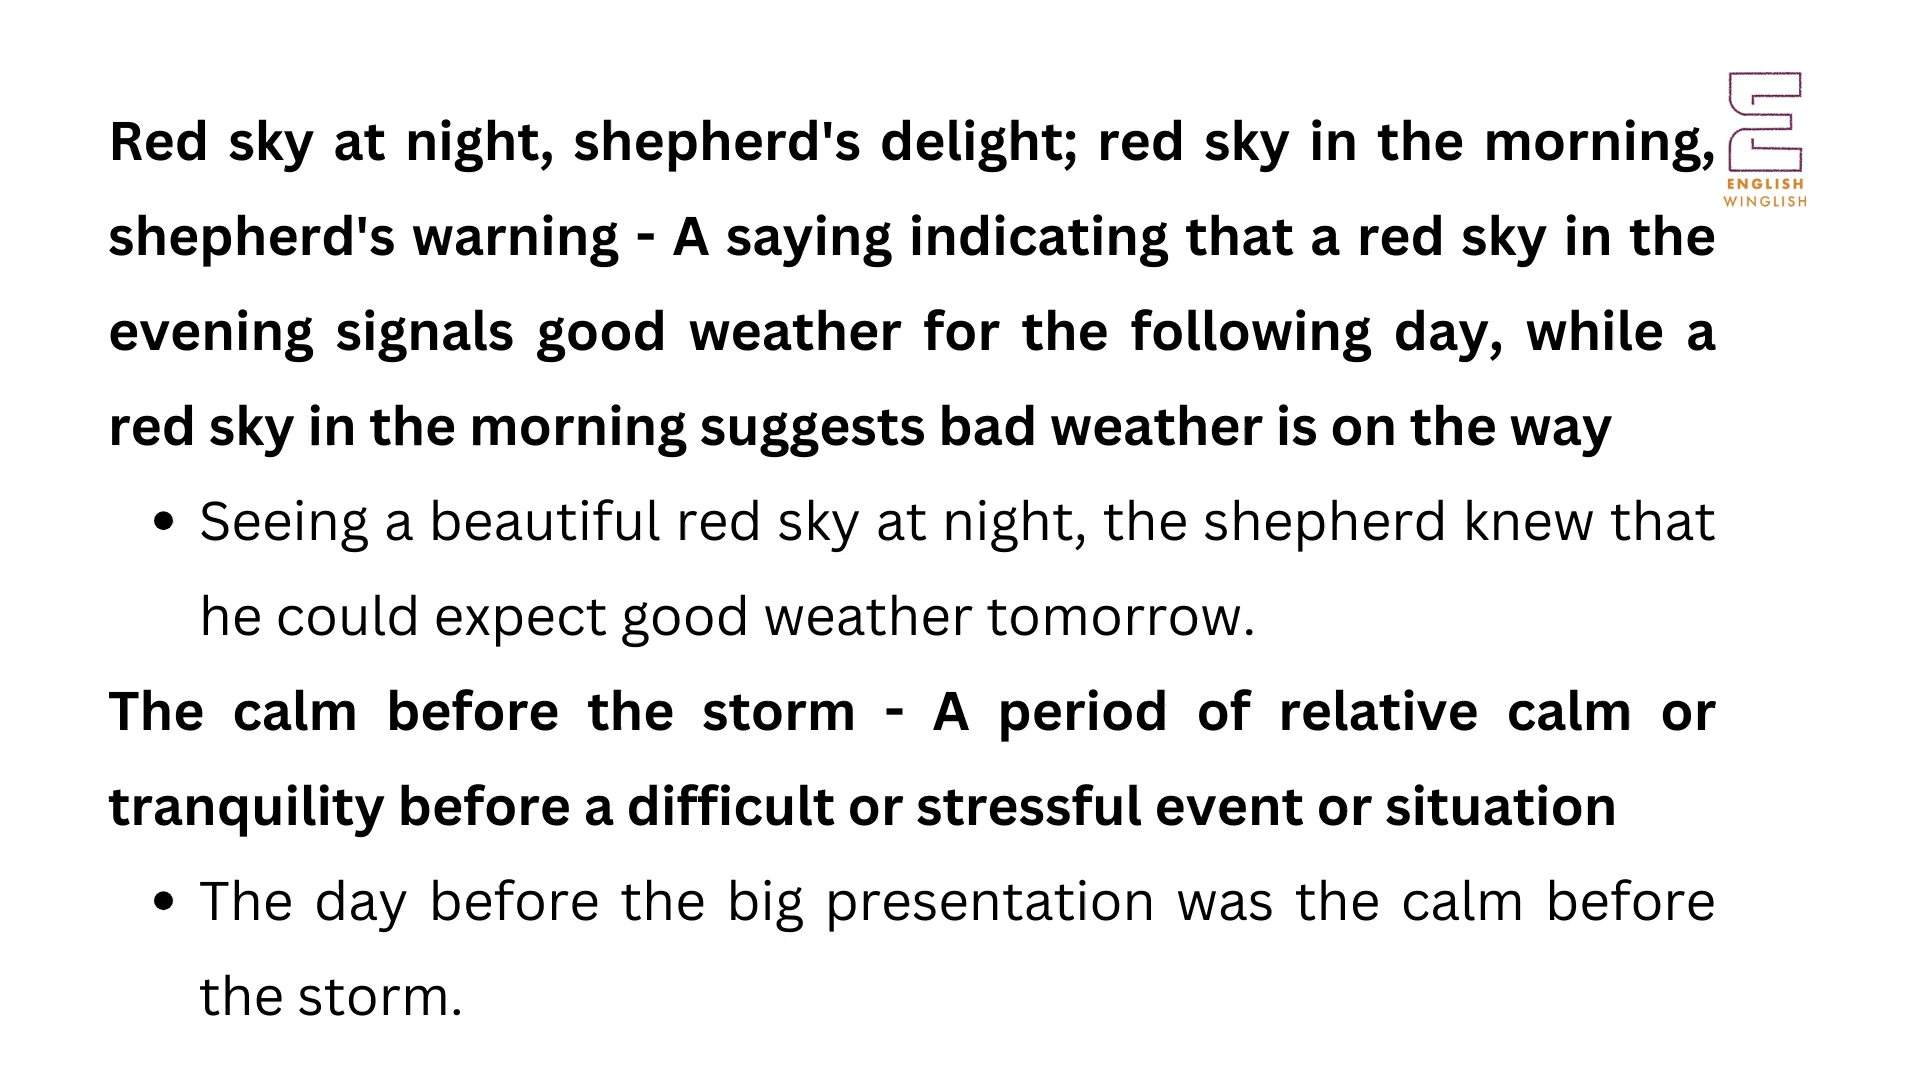 Red sky at night, shepherd's delight; red sky in the morning,
shepherd's warning - A saying indicating that a red sky in the
evening signals good weather for the following day, while a
red sky in the morning suggests bad weather is on the way
• Seeing a beautiful red sky at night, the shepherd knew that
he could expect good weather tomorrow.
The calm before the storm - A period of relative calm or
tranquility before a difficult or stressful event or situation
• The day before the big presentation was the calm before
the storm.
E
ENGLISH
WINGLISH